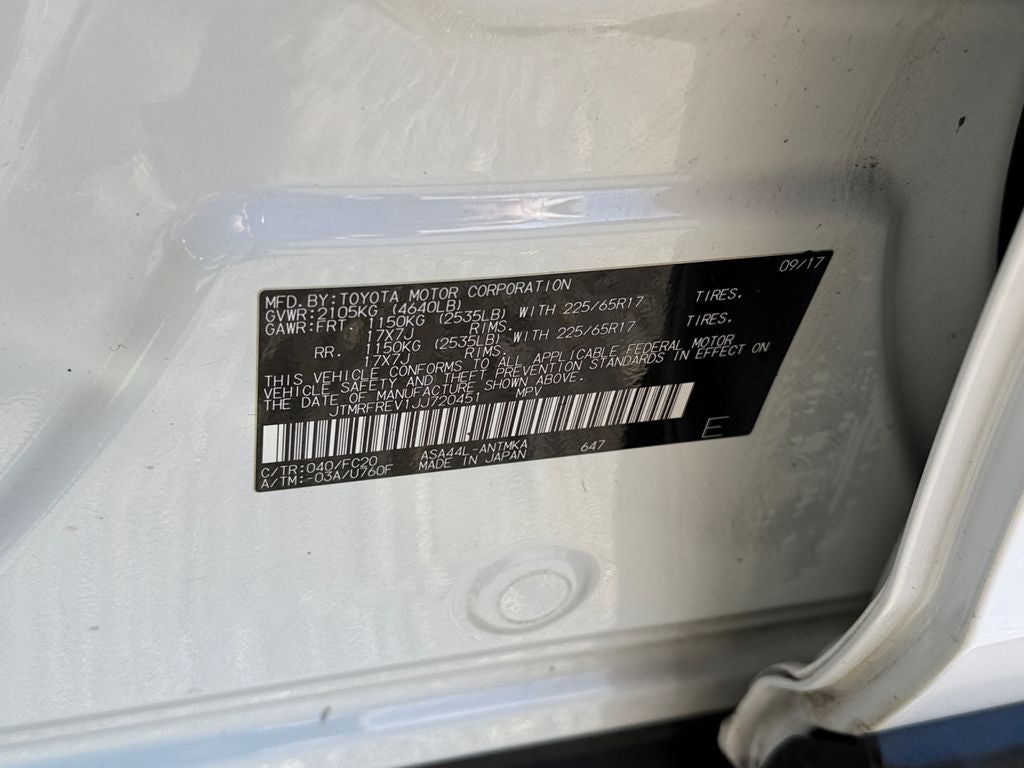 09/17
MFD.BY:TOYOTA MOTOR CORPORATION
GVWR:2105KG (4640LB)
GAWR:FRT. 1150KG (2535LB) WITH 225/65R17 TIRES.
17X7J RIMS.
RR. 1150KG (2535LB) WITH 225/65R17 TIRES.
17X7J RIMS.
THIS VEHICLE CONFORMS TO ALL APPLICABLE FEDERAL MOTOR
VEHICLE SAFETY AND THEFT PREVENTION STANDARDS IN EFFECT ON
THE DATE OF MANUFACTURE SHOWN ABOVE.
JTMRFREV1JJ720451 MPV
E
C/TR:040/FC20 ASA44L-ANTMKA 647
A/TM:-03A/U760F MADE IN JAPAN